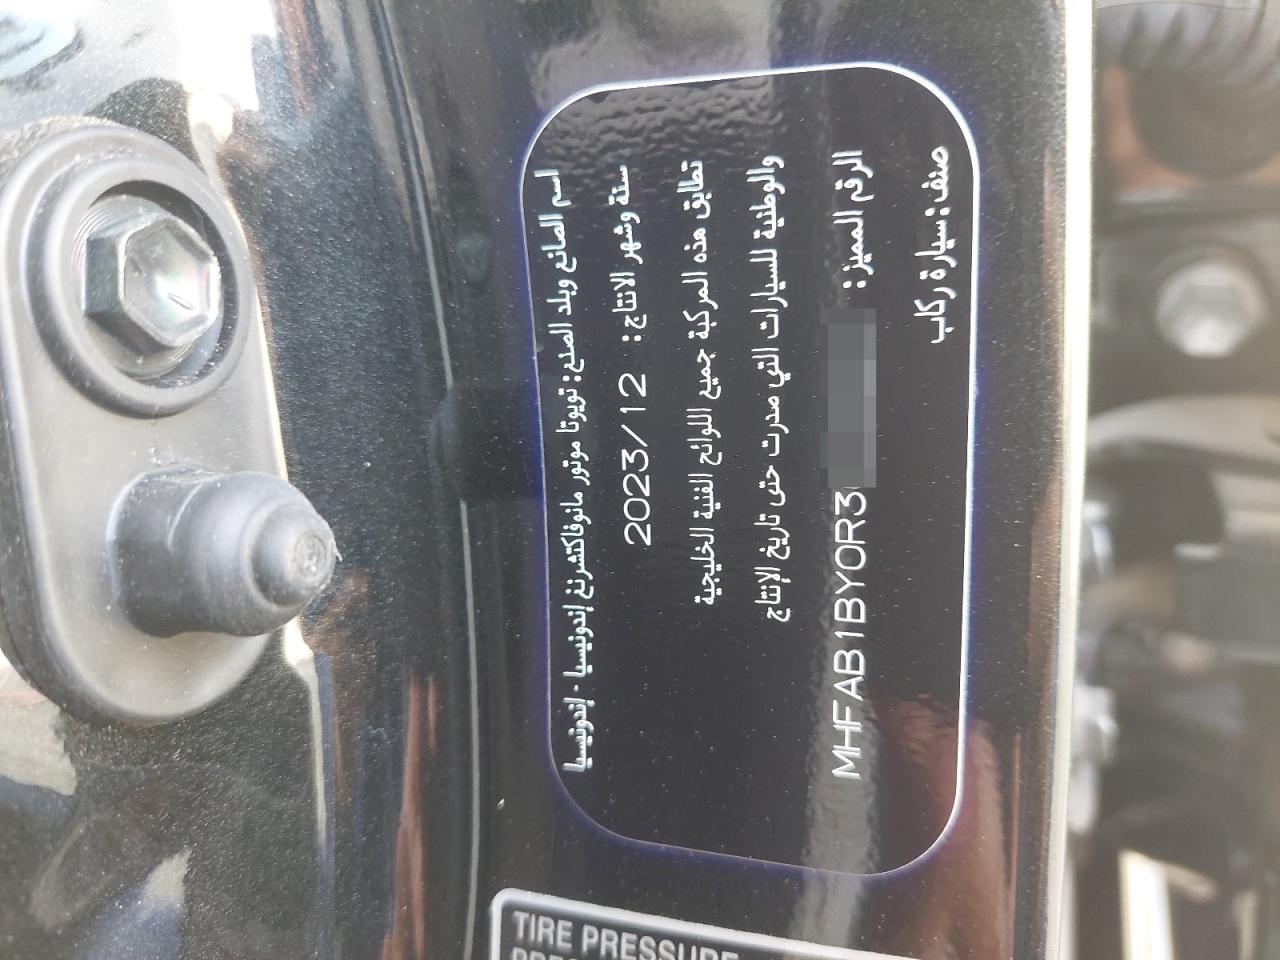 اسم الصانع وبلد الصنع: تويوتا موتور مانوفاكتشرنغ إندونيسيا - إندونيسيا
سنة وشهر الانتاج: 2023/12
تطابق هذه المركبة جميع اللوائح الفنية الخليجية
والوطنية للسيارات التي صدرت حتى تاريخ الإنتاج
الرقم المميز: MHFAB1BY0R3
صنف: سيارة ركاب
TIRE PRESSURE